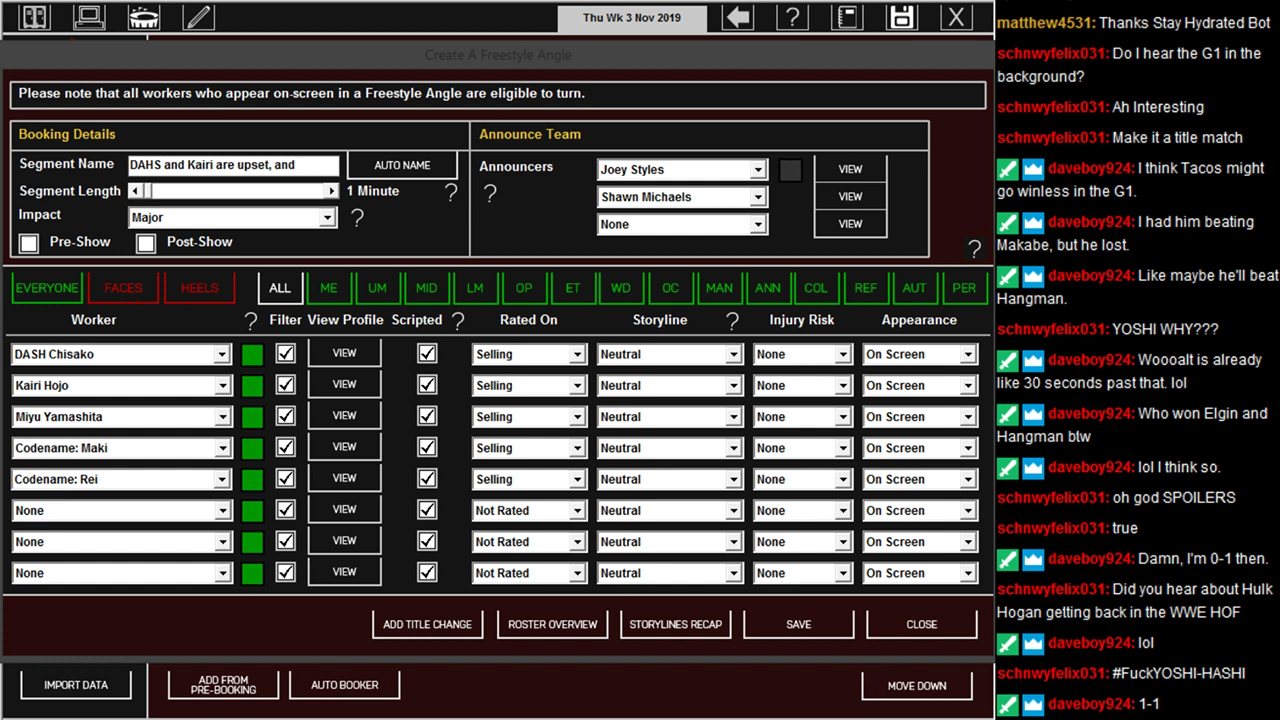 Thu Wk 3 Nov 2019
?
X
Create A Freestyle Angle
Please note that all workers who appear on-screen in a Freestyle Angle are eligible to turn.
Booking Details
Segment Name
DAHS and Kairi are upset, and
AUTO NAME
Segment Length
1 Minute
?
Impact
Major
?
Pre-Show
Post-Show
Announce Team
Announcers
?
Joey Styles
VIEW
Shawn Michaels
VIEW
None
VIEW
?
EVERYONE FACES HEELS ALL ME UM MID LM OP ET WD OC MAN ANN COL REF AUT PER
Worker ? Filter View Profile Scripted ? Rated On Storyline ? Injury Risk Appearance
DASH Chisako VIEW Selling Neutral None On Screen
Kairi Hojo VIEW Selling Neutral None On Screen
Miyu Yamashita VIEW Selling Neutral None On Screen
Codename: Maki VIEW Selling Neutral None On Screen
Codename: Rei VIEW Selling Neutral None On Screen
None VIEW Not Rated Neutral None On Screen
None VIEW Not Rated Neutral None On Screen
None VIEW Not Rated Neutral None On Screen
ADD TITLE CHANGE ROSTER OVERVIEW STORYLINES RECAP SAVE CLOSE
IMPORT DATA
ADD FROM
PRE-BOOKING
AUTO BOOKER
MOVE DOWN
matthew4531: Thanks Stay Hydrated Bot
schnwyfelix031: Do I hear the G1 in the
background?
schnwyfelix031: Ah Interesting
schnwyfelix031: Make it a title match
daveboy924: I think Tacos might
go winless in the G1.
daveboy924: I had him beating
Makabe, but he lost.
daveboy924: Like maybe he'll beat
Hangman.
schnwyfelix031: YOSHI WHY???
daveboy924: Woooalt is already
like 30 seconds past that. lol
daveboy924: Who won Elgin and
Hangman btw
daveboy924: lol I think so.
schnwyfelix031: oh god SPOILERS
schnwyfelix031: true
daveboy924: Damn, I'm 0-1 then.
schnwyfelix031: Did you hear about Hulk
Hogan getting back in the WWE HOF
daveboy924: lol
schnwyfelix031: #FuckYOSHI-HASHI
daveboy924: 1-1